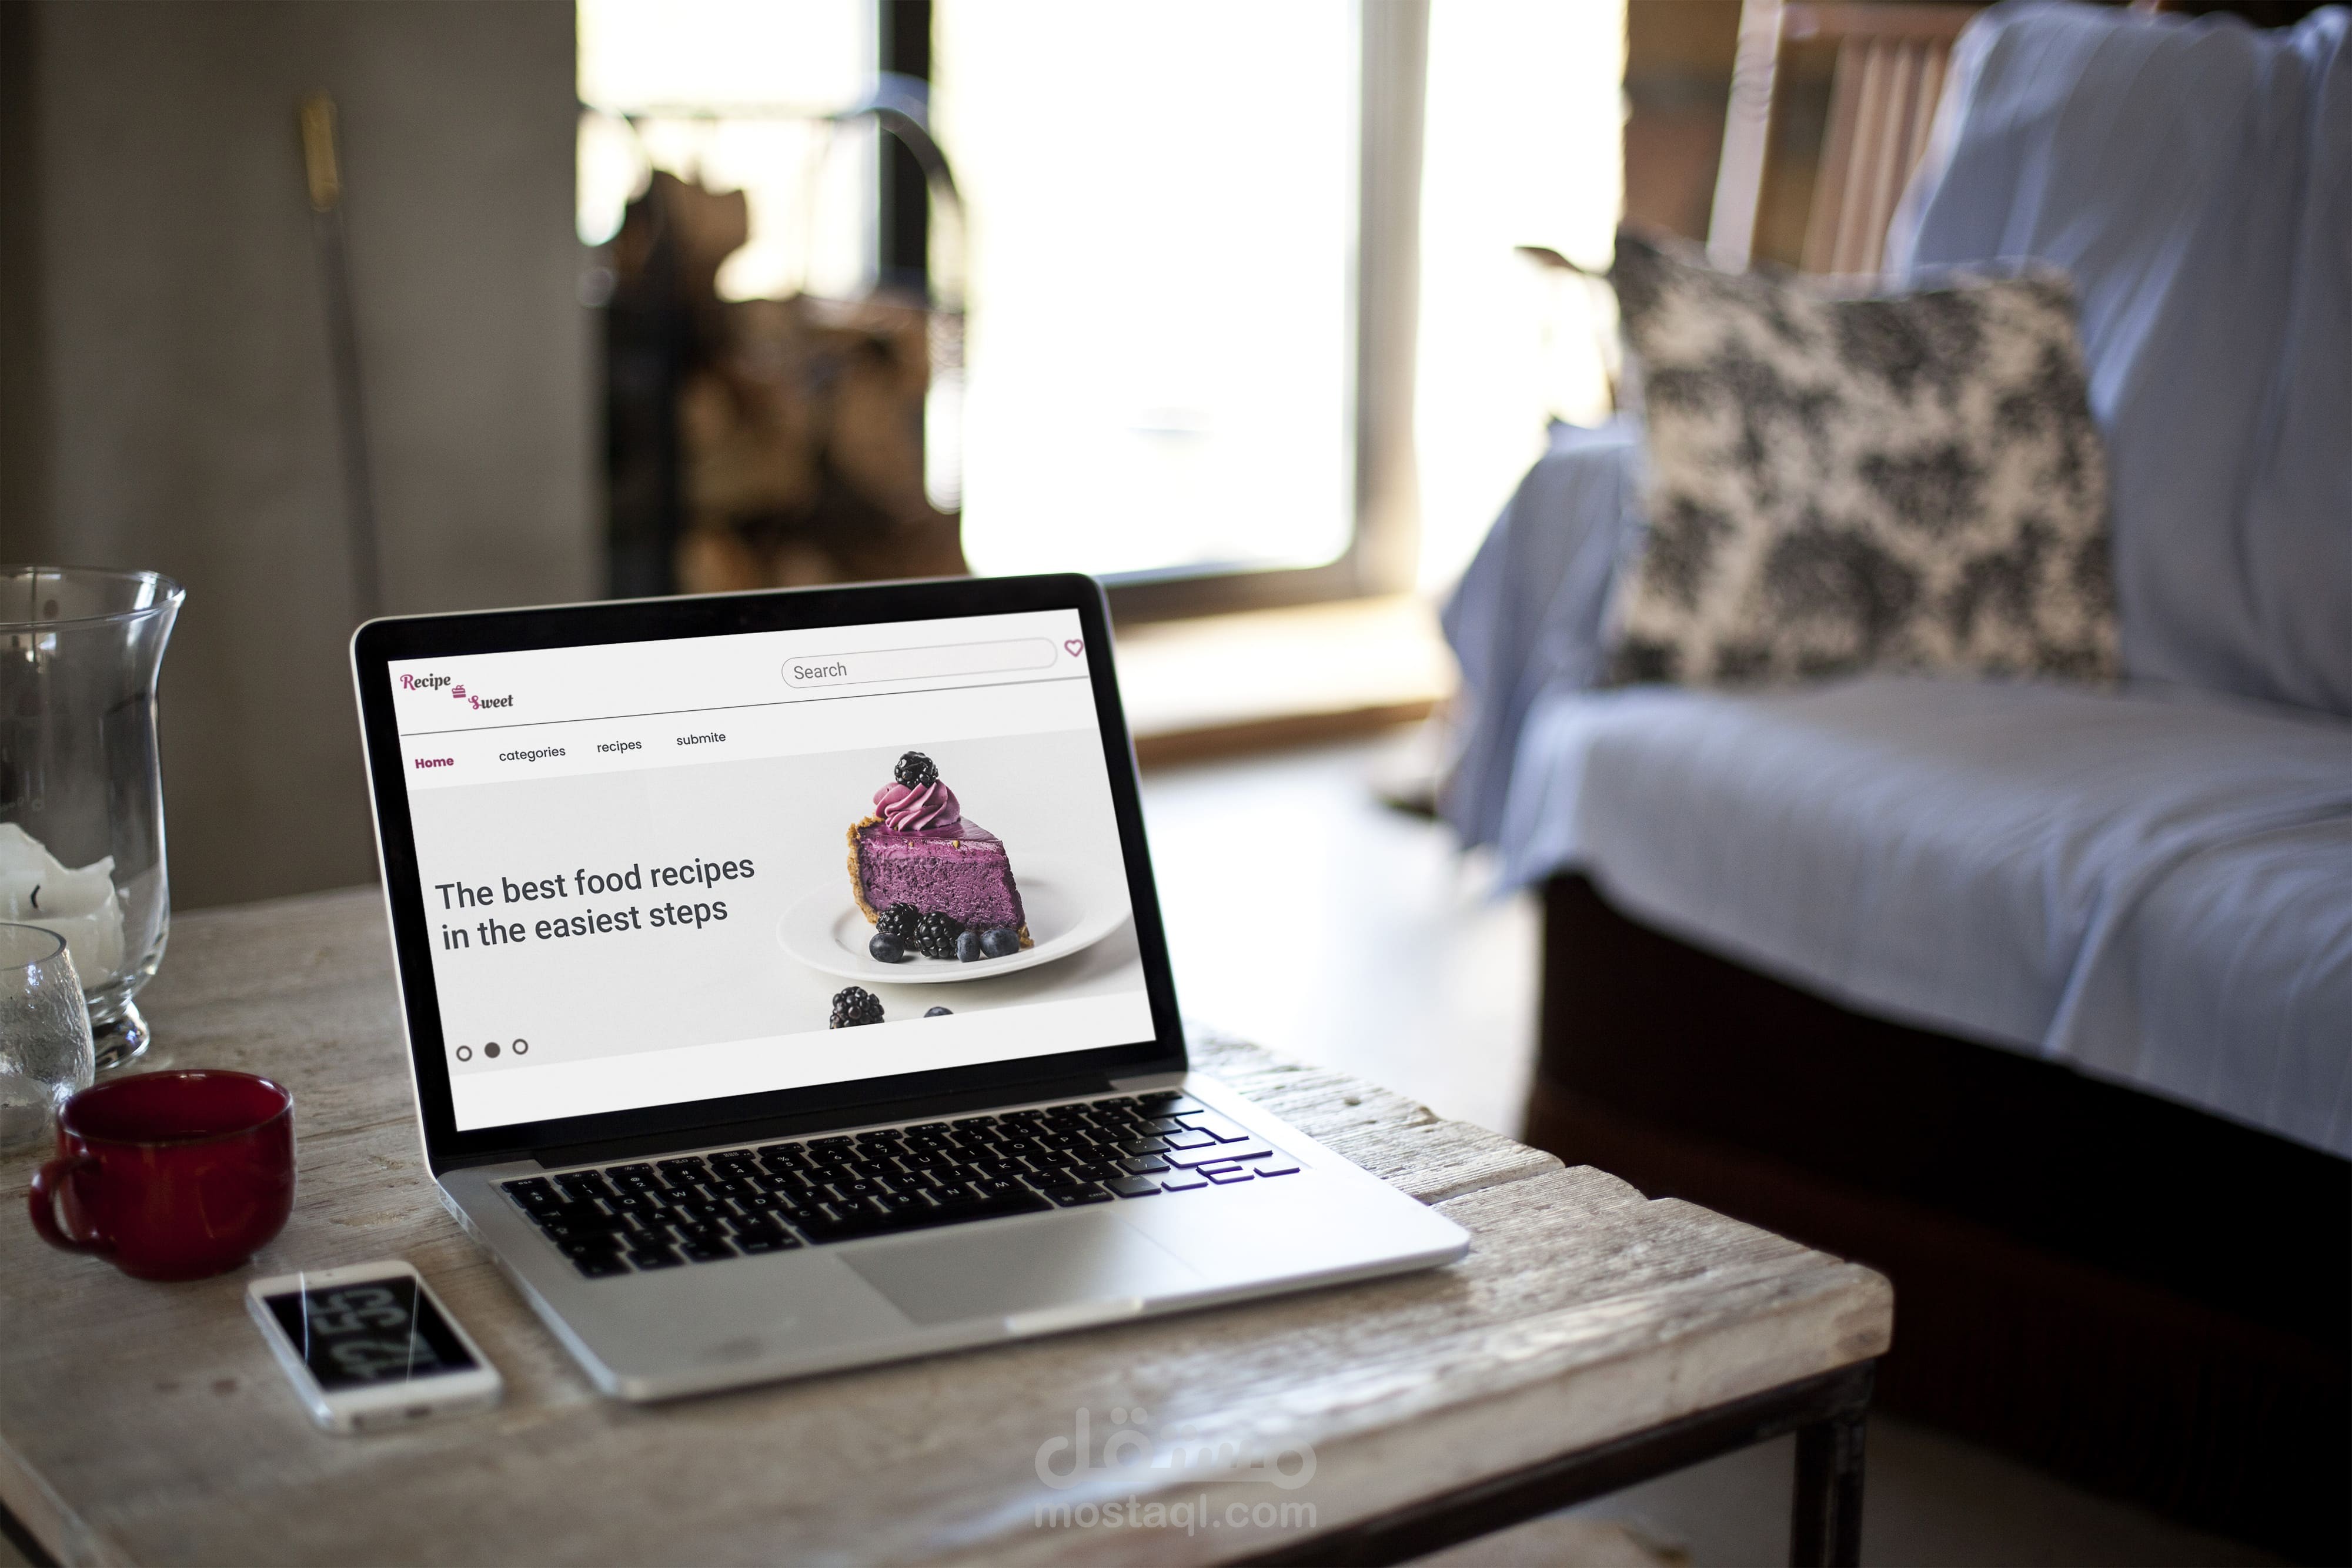 Recipe
Sweet
Search
Home categories recipes submite
The best food recipes
in the easiest steps
12:55
مستقل
mostaql.com